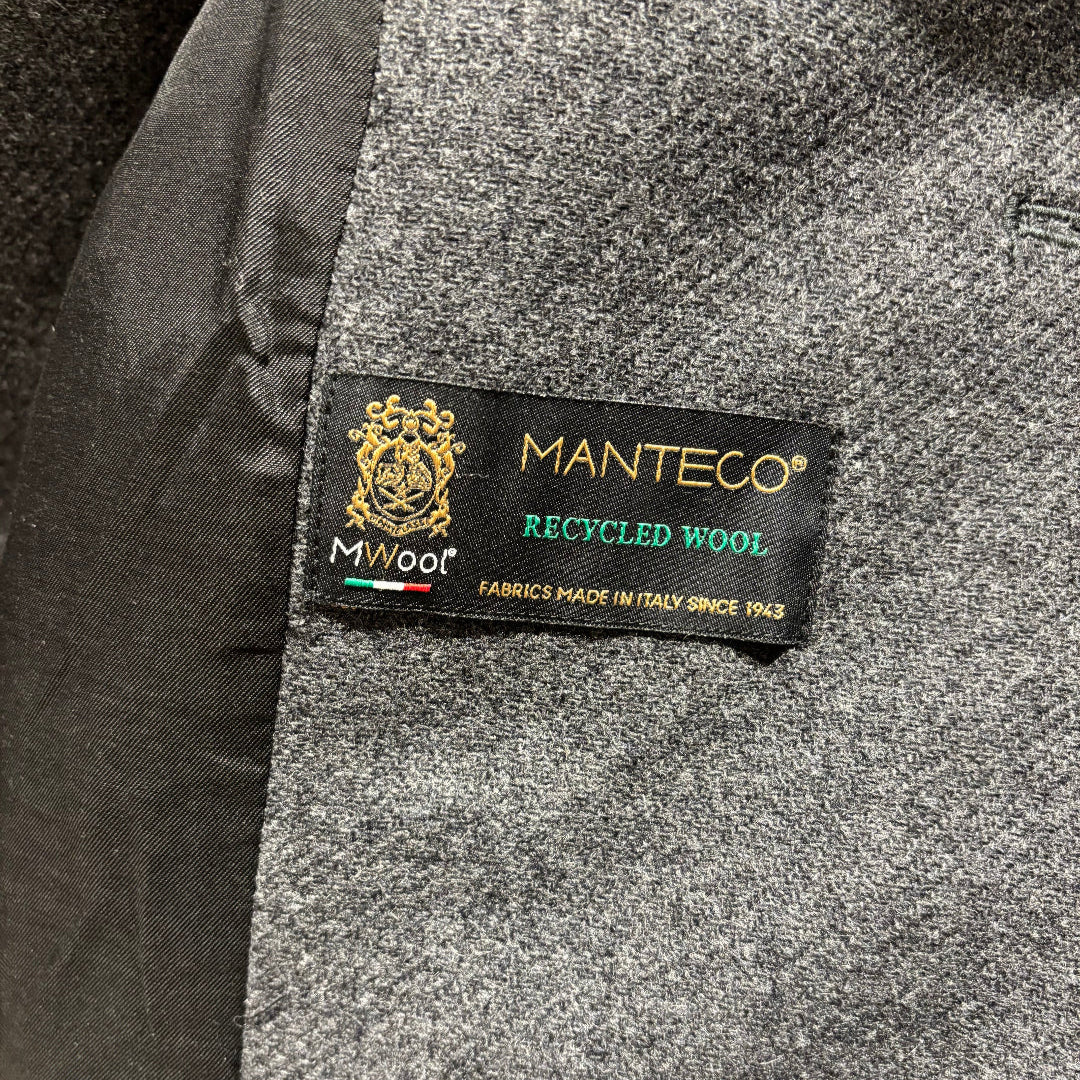 MANTECO®
RECYCLED WOOL
MWool®
FABRICS MADE IN ITALY SINCE 1943